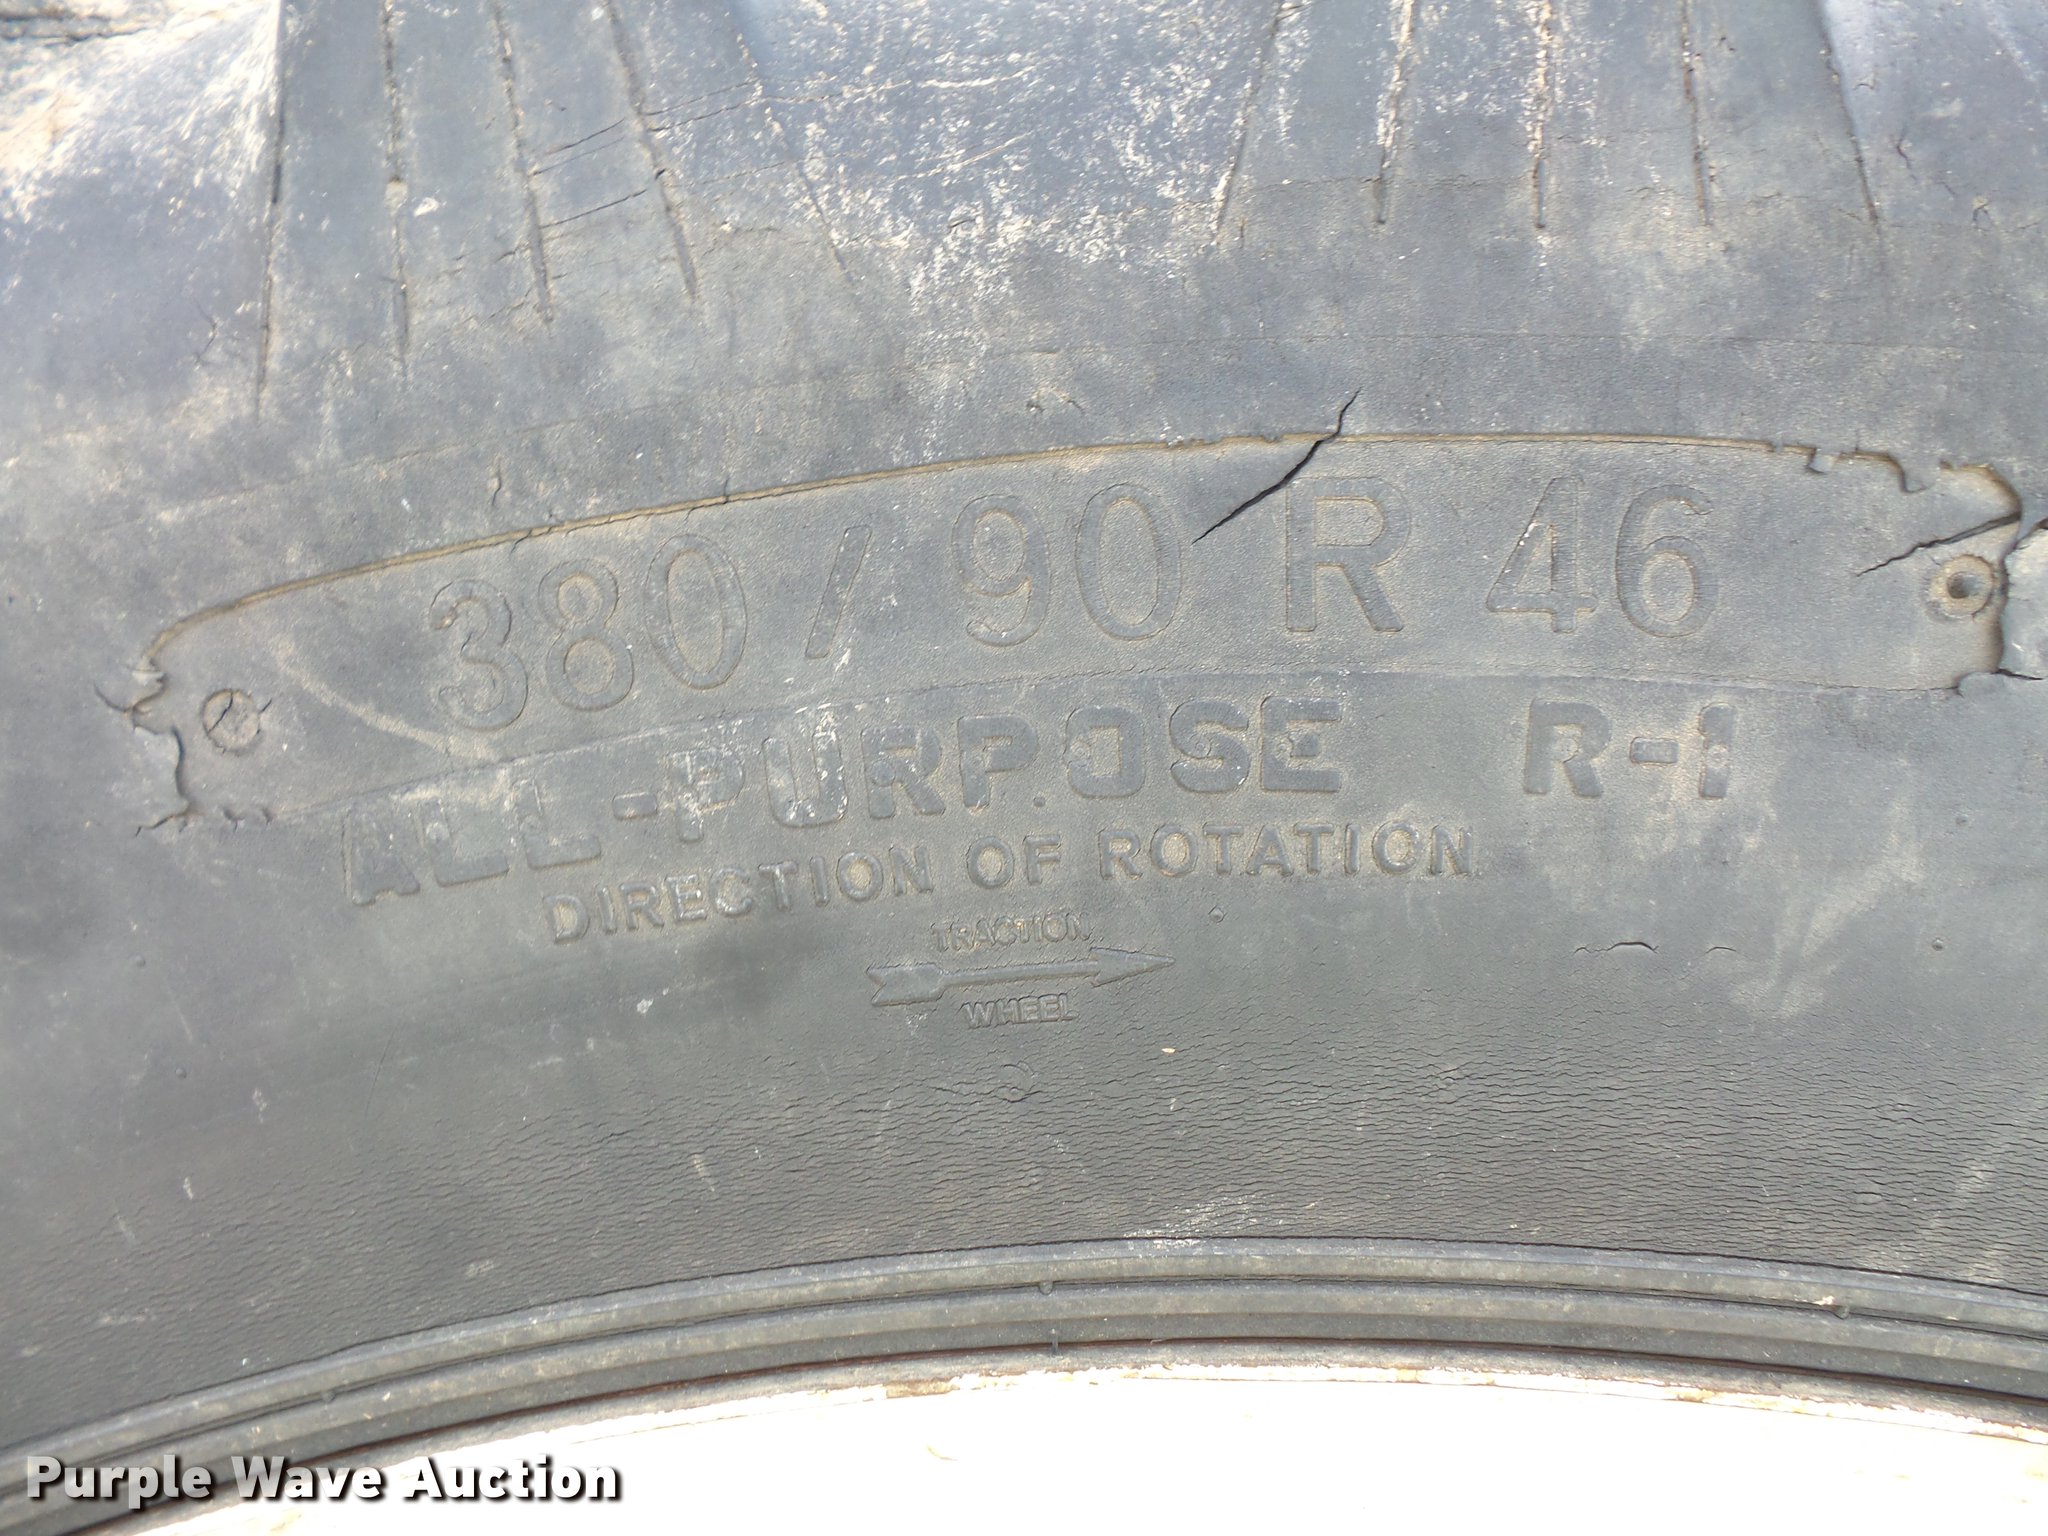 380 / 90 R 46
ALL-PURPOSE R-1
DIRECTION OF ROTATION
TRACTION
WHEEL
Purple Wave Auction